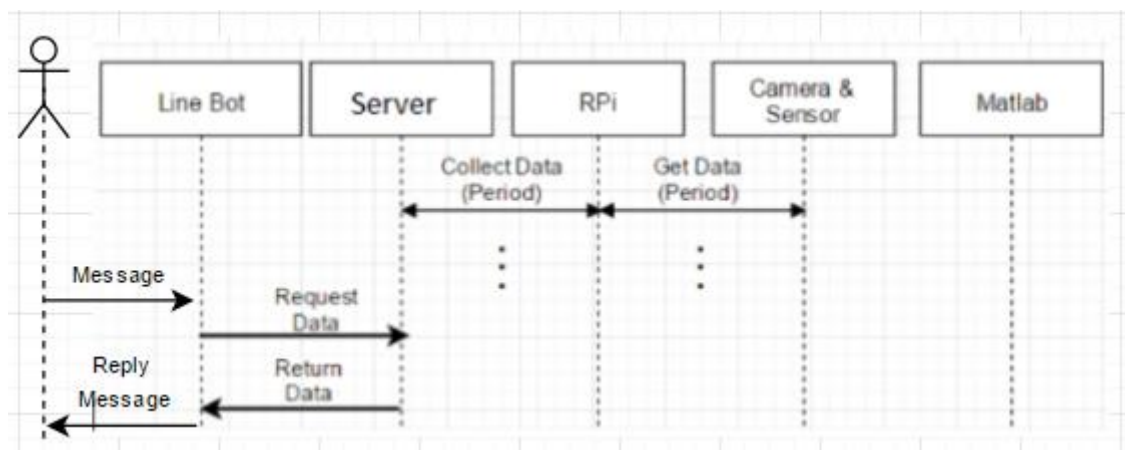 Line Bot
Server
RPi
Camera &
Sensor
Matlab
Collect Data
(Period)
Get Data
(Period)
Message
Request
Data
Reply
Message
Return
Data